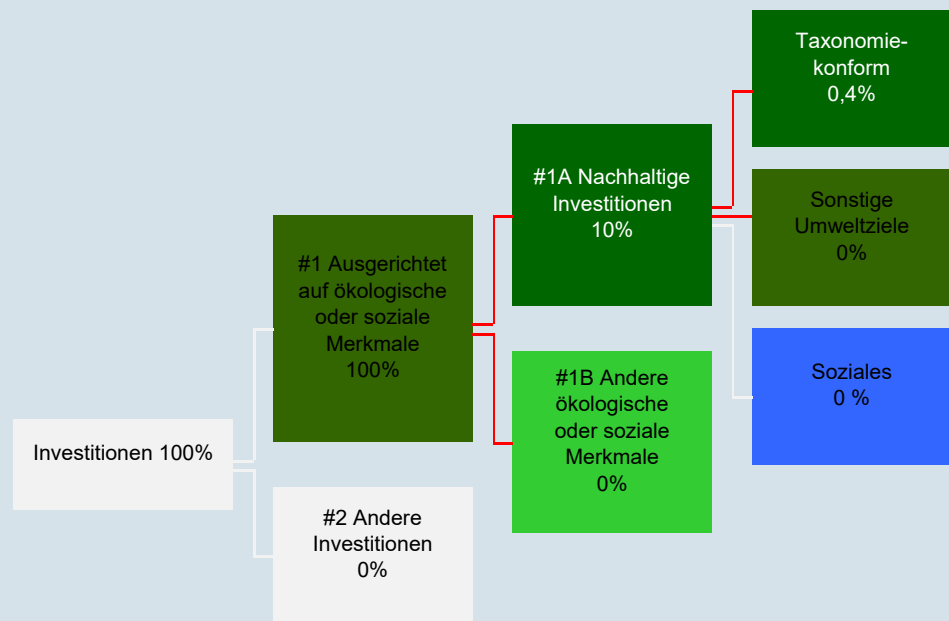 Investitionen 100%
#1 Ausgerichtet
auf ökologische
oder soziale
Merkmale
100%
#2 Andere
Investitionen
0%
#1A Nachhaltige
Investitionen
10%
#1B Andere
ökologische
oder soziale
Merkmale
0%
Taxonomie-
konform
0,4%
Sonstige
Umweltziele
0%
Soziales
0 %